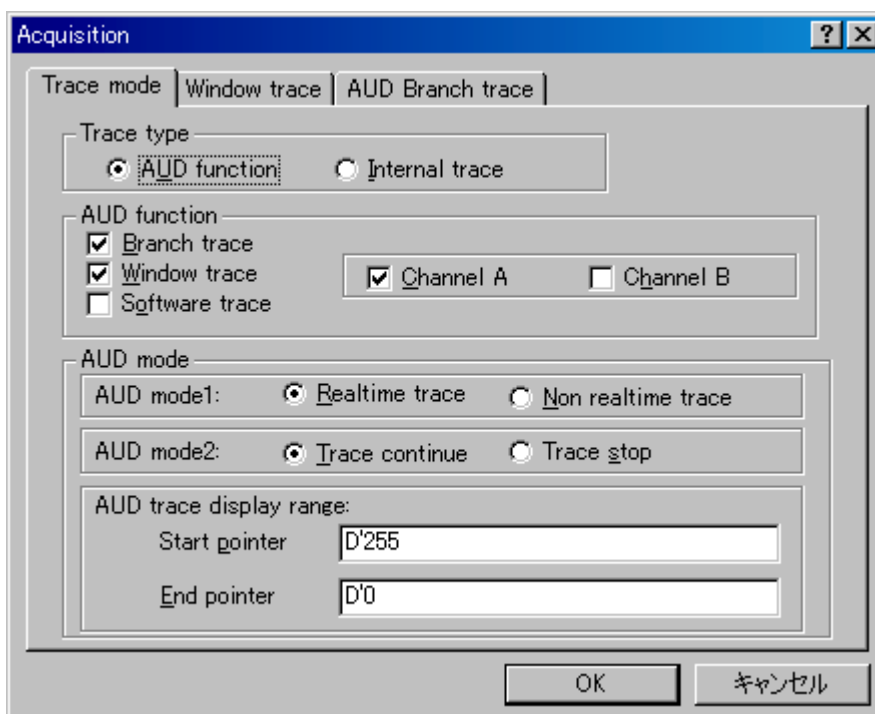 Acquisition
Trace mode Window trace AUD Branch trace
Trace type
AUD function Internal trace
AUD function
Branch trace
Window trace Channel A Channel B
Software trace
AUD mode
AUD mode1: Realtime trace Non realtime trace
AUD mode2: Trace continue Trace stop
AUD trace display range:
Start pointer D'255
End pointer D'0
OK キャンセル